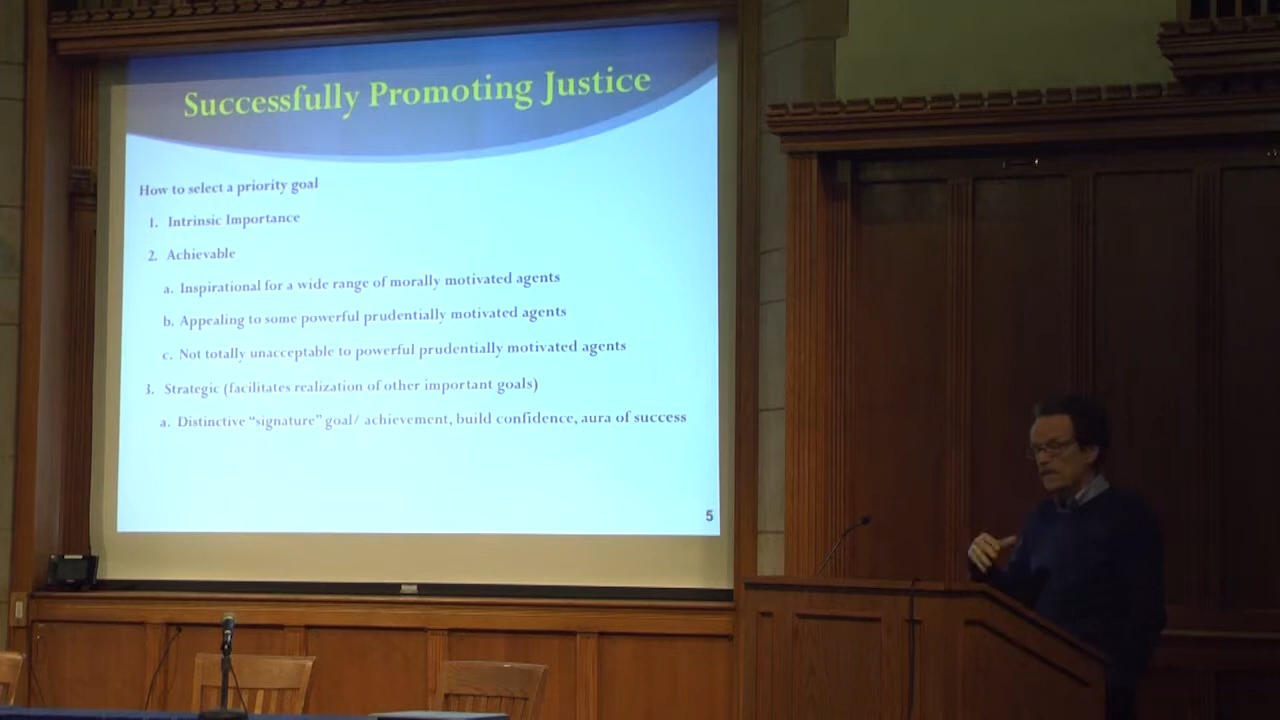 Successfully Promoting Justice
How to select a priority goal
1. Intrinsic Importance
2. Achievable
a. Inspirational for a wide range of morally motivated agents
b. Appealing to some powerful prudentially motivated agents
c. Not totally unacceptable to powerful prudentially motivated agents
3. Strategic (facilitates realization of other important goals)
a. Distinctive “signature” goal/ achievement, build confidence, aura of success
5